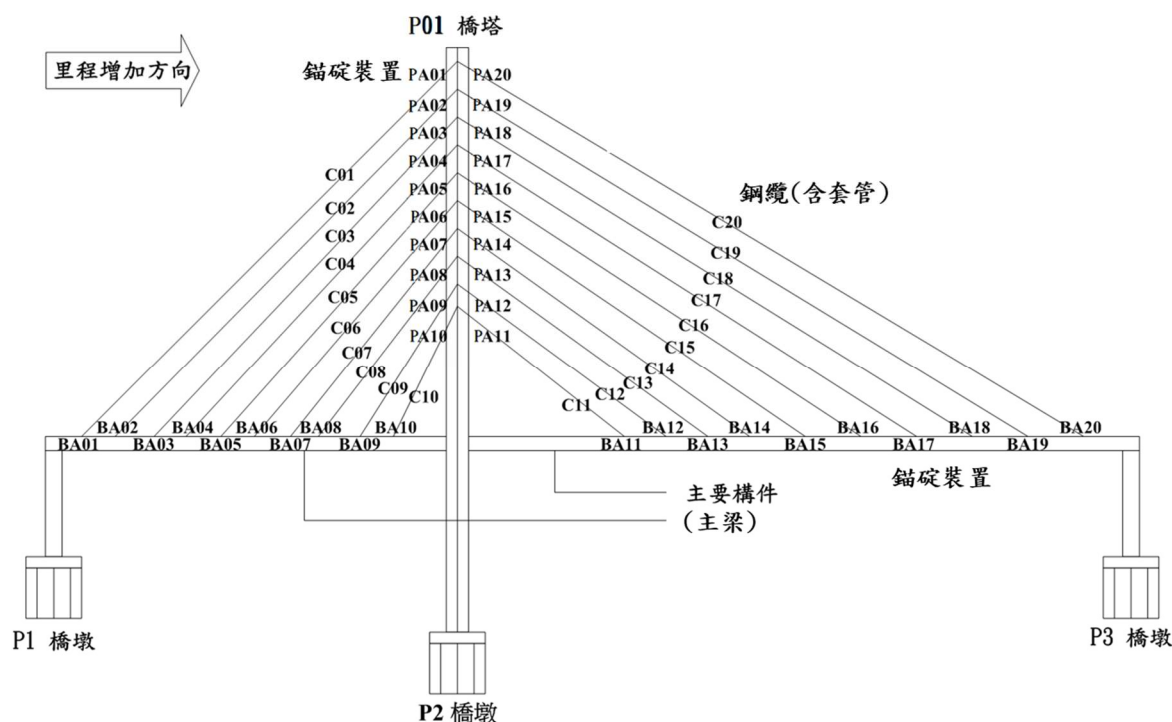 P01 橋塔
里程增加方向
錨碇裝置
PA01 PA20
PA02 PA19
PA03 PA18
PA04 PA17
PA05 PA16
PA06 PA15
PA07 PA14
PA08 PA13
PA09 PA12
PA10 PA11
鋼纜(含套管)
C01
C02
C03
C04
C05
C06
C07
C08
C09
C10
C20
C19
C18
C17
C16
C15
C14
C13
C12
C11
BA02 BA04 BA06 BA08 BA10 BA12 BA14 BA16 BA18 BA20
BA01 BA03 BA05 BA07 BA09 BA11 BA13 BA15 BA17 BA19
錨碇裝置
主要構件
(主梁)
P1 橋墩
P2 橋墩
P3 橋墩